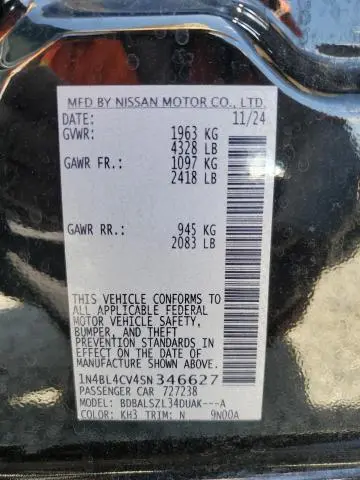 MFD BY NISSAN MOTOR CO., LTD.
DATE: 11/24
GVWR: 1963 KG
4328 LB
GAWR FR.: 1097 KG
2418 LB
GAWR RR.: 945 KG
2083 LB
THIS VEHICLE CONFORMS TO
ALL APPLICABLE FEDERAL
MOTOR VEHICLE SAFETY,
BUMPER, AND THEFT
PREVENTION STANDARDS IN
EFFECT ON THE DATE OF
MANUFACTURE SHOWN ABOVE.
1N4BL4CV4SN346627
PASSENGER CAR 727238
MODEL: BDBALSZL34DUAK---A
COLOR: KH3 TRIM: N 9N00A